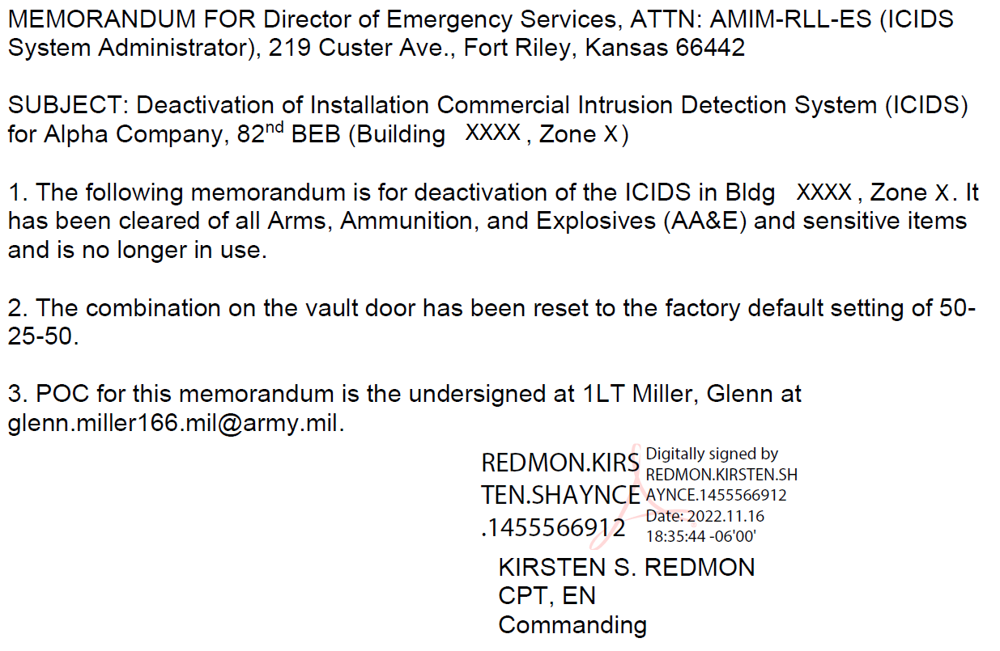 MEMORANDUM FOR Director of Emergency Services, ATTN: AMIM-RLL-ES (ICIDS
System Administrator), 219 Custer Ave., Fort Riley, Kansas 66442
SUBJECT: Deactivation of Installation Commercial Intrusion Detection System (ICIDS)
for Alpha Company, 82nd BEB (Building XXXX, Zone X)
1. The following memorandum is for deactivation of the ICIDS in Bldg XXXX, Zone X. It
has been cleared of all Arms, Ammunition, and Explosives (AA&E) and sensitive items
and is no longer in use.
2. The combination on the vault door has been reset to the factory default setting of 50-
25-50.
3. POC for this memorandum is the undersigned at 1LT Miller, Glenn at
glenn.miller166.mil@army.mil.
REDMON.KIRS
TEN.SHAYNCE
.1455566912
Digitally signed by
REDMON.KIRSTEN.SH
AYNCE.1455566912
Date: 2022.11.16
18:35:44 -06'00'
KIRSTEN S. REDMON
CPT, EN
Commanding